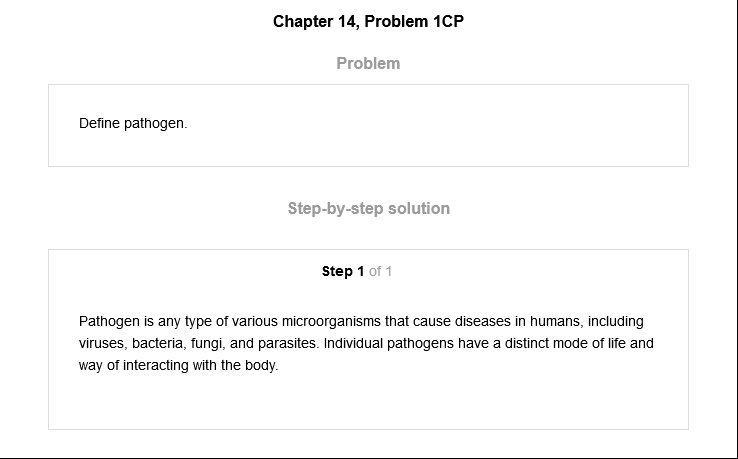 Chapter 14, Problem 1CP
Problem
Define pathogen.
Step-by-step solution
Step 1 of 1
Pathogen is any type of various microorganisms that cause diseases in humans, including
viruses, bacteria, fungi, and parasites. Individual pathogens have a distinct mode of life and
way of interacting with the body.